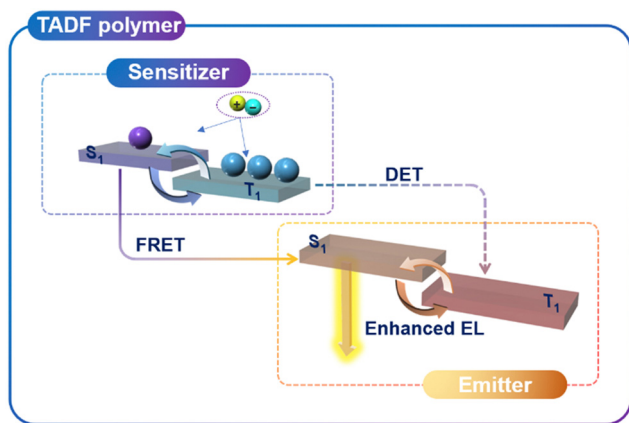 TADF polymer
Sensitizer
+ −
S1
T1
DET
FRET
S1
T1
Enhanced EL
Emitter